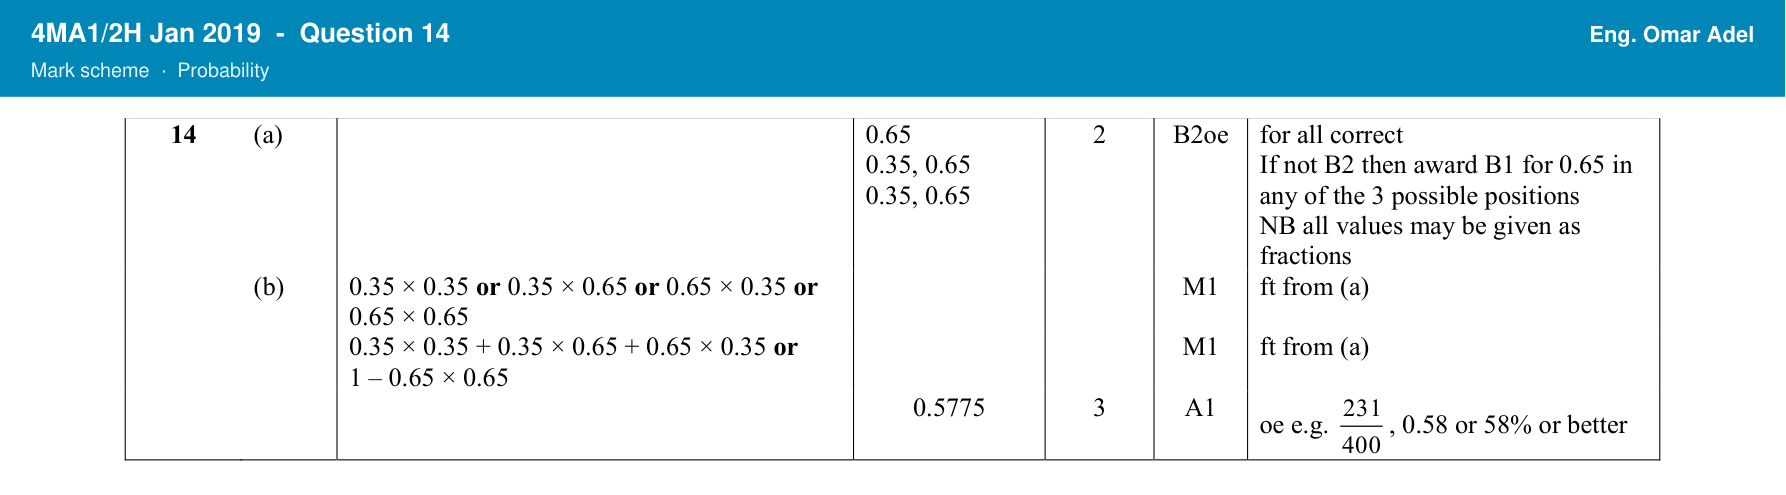 4MA1/2H Jan 2019 - Question 14
Eng. Omar Adel
Mark scheme · Probability
14 (a) 0.65 2 B2oe for all correct
0.35, 0.65 If not B2 then award B1 for 0.65 in
0.35, 0.65 any of the 3 possible positions
NB all values may be given as
fractions
(b) 0.35 × 0.35 or 0.35 × 0.65 or 0.65 × 0.35 or M1 ft from (a)
0.65 × 0.65
0.35 × 0.35 + 0.35 × 0.65 + 0.65 × 0.35 or M1 ft from (a)
1 – 0.65 × 0.65
0.5775 3 A1 oe e.g. 231/400 , 0.58 or 58% or better